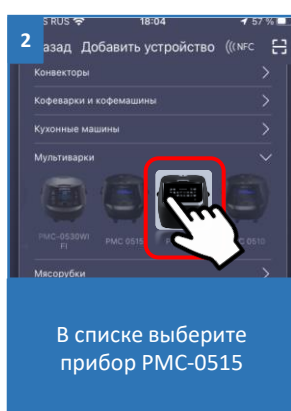 S RUS 18:04 57 %
2
азад Добавить устройство NFC
Конвекторы
Кофеварки и кофемашины
Кухонные машины
Мультиварки
PMC-0530WI
FI
PMC 0515
0510
Мясорубки
В списке выберите
прибор PMC-0515